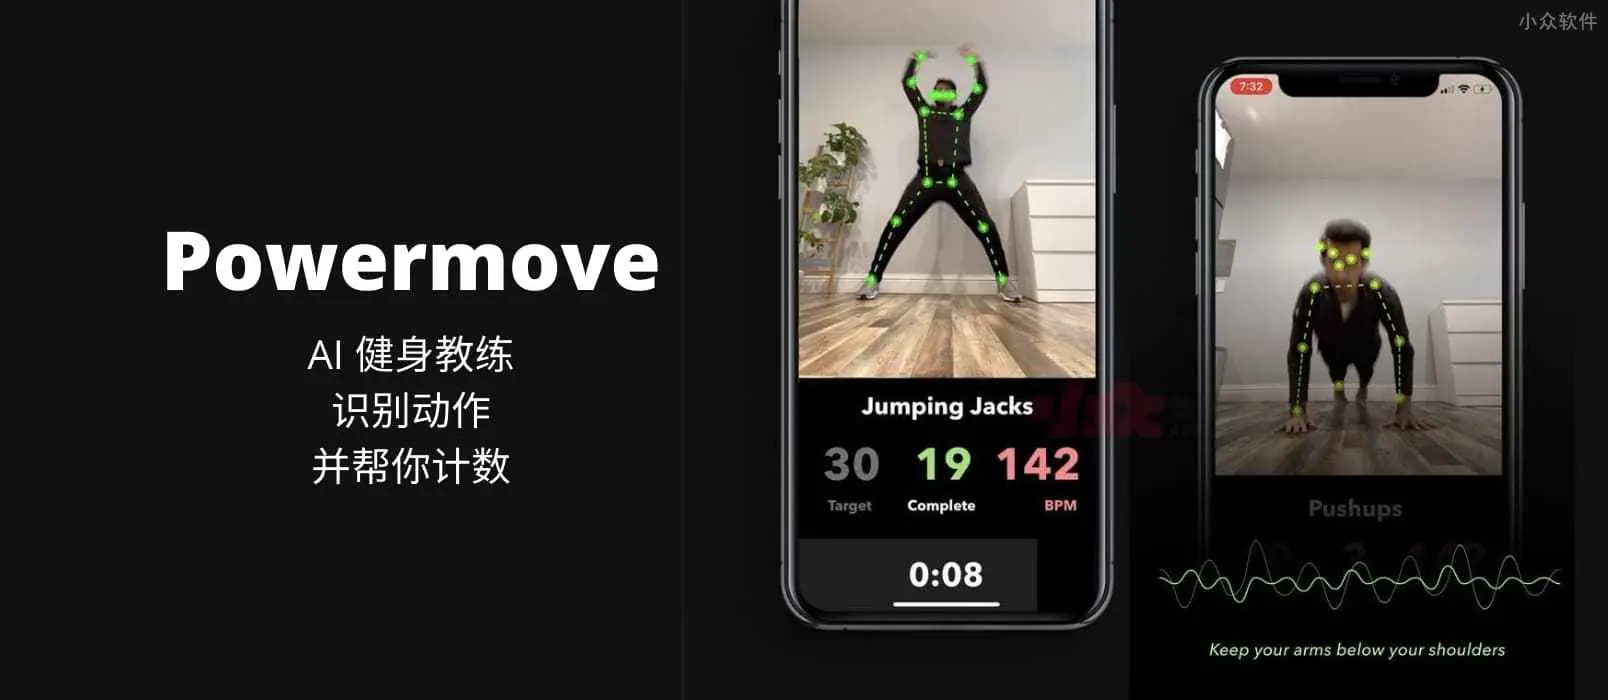 小众软件
Powermove
AI 健身教练
识别动作
并帮你计数
Jumping Jacks
30 19 142
Target Complete BPM
0:08
7:32
Pushups
Keep your arms below your shoulders